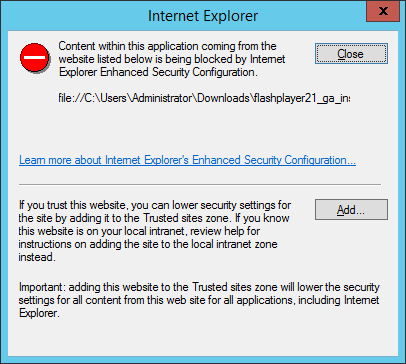 Internet Explorer
Content within this application coming from the
website listed below is being blocked by Internet
Explorer Enhanced Security Configuration.
Close
file://C:\Users\Administrator\Downloads\flashplayer21_ga_ins
Learn more about Internet Explorer's Enhanced Security Configuration...
If you trust this website, you can lower security settings for
the site by adding it to the Trusted sites zone. If you know
this website is on your local intranet, review help for
instructions on adding the site to the local intranet zone
instead.
Add...
Important: adding this website to the Trusted sites zone will lower the security
settings for all content from this web site for all applications, including Internet
Explorer.